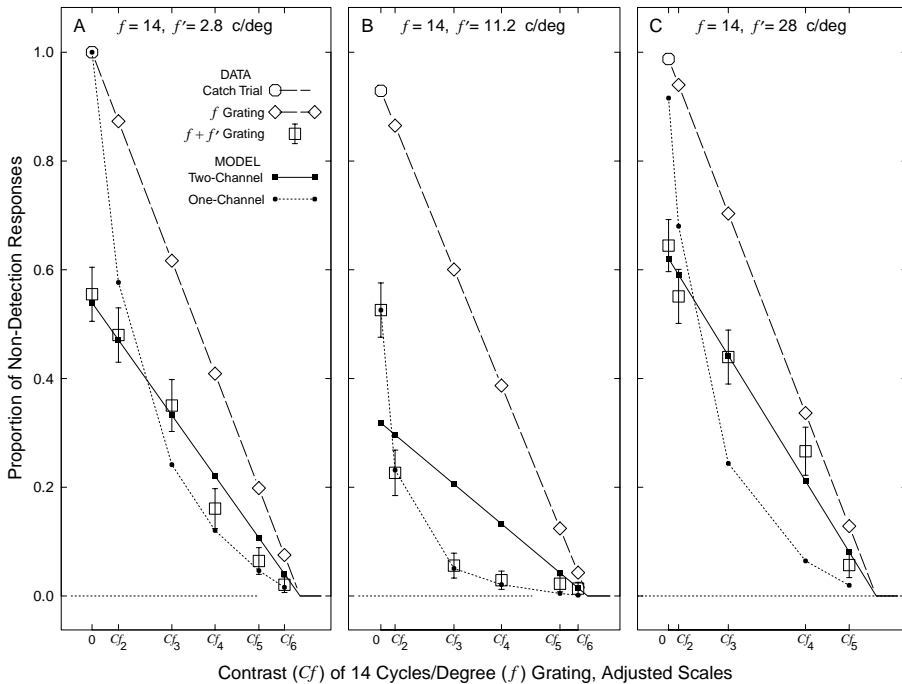 A
f = 14, f′= 2.8 c/deg
B
f = 14, f′= 11.2 c/deg
C
f = 14, f′= 28 c/deg
DATA
Catch Trial
f Grating
f + f′ Grating
MODEL
Two-Channel
One-Channel
1.0
0.8
0.6
0.4
0.2
0.0
Proportion of Non-Detection Responses
0 Cf2 Cf3 Cf4 Cf5 Cf6
0 Cf2 Cf3 Cf4 Cf5 Cf6
0 Cf2 Cf3 Cf4 Cf5
Contrast (Cf) of 14 Cycles/Degree (f) Grating, Adjusted Scales